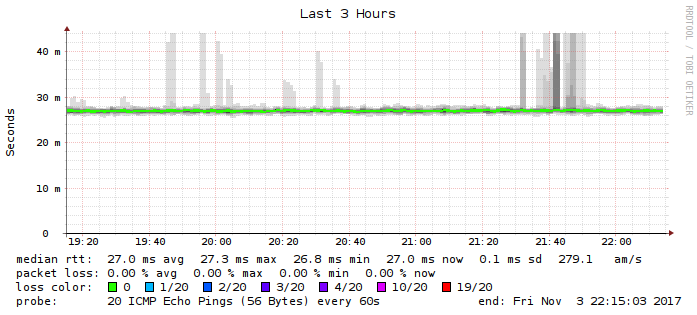 Last 3 Hours
RRDTOOL / TOBI OETIKER
Seconds
40 m
30 m
20 m
10 m
0
19:20 19:40 20:00 20:20 20:40 21:00 21:20 21:40 22:00
median rtt: 27.0 ms avg 27.3 ms max 26.8 ms min 27.0 ms now 0.1 ms sd 279.1 am/s
packet loss: 0.00 % avg 0.00 % max 0.00 % min 0.00 % now
loss color: 0 1/20 2/20 3/20 4/20 10/20 19/20
probe: 20 ICMP Echo Pings (56 Bytes) every 60s end: Fri Nov 3 22:15:03 2017